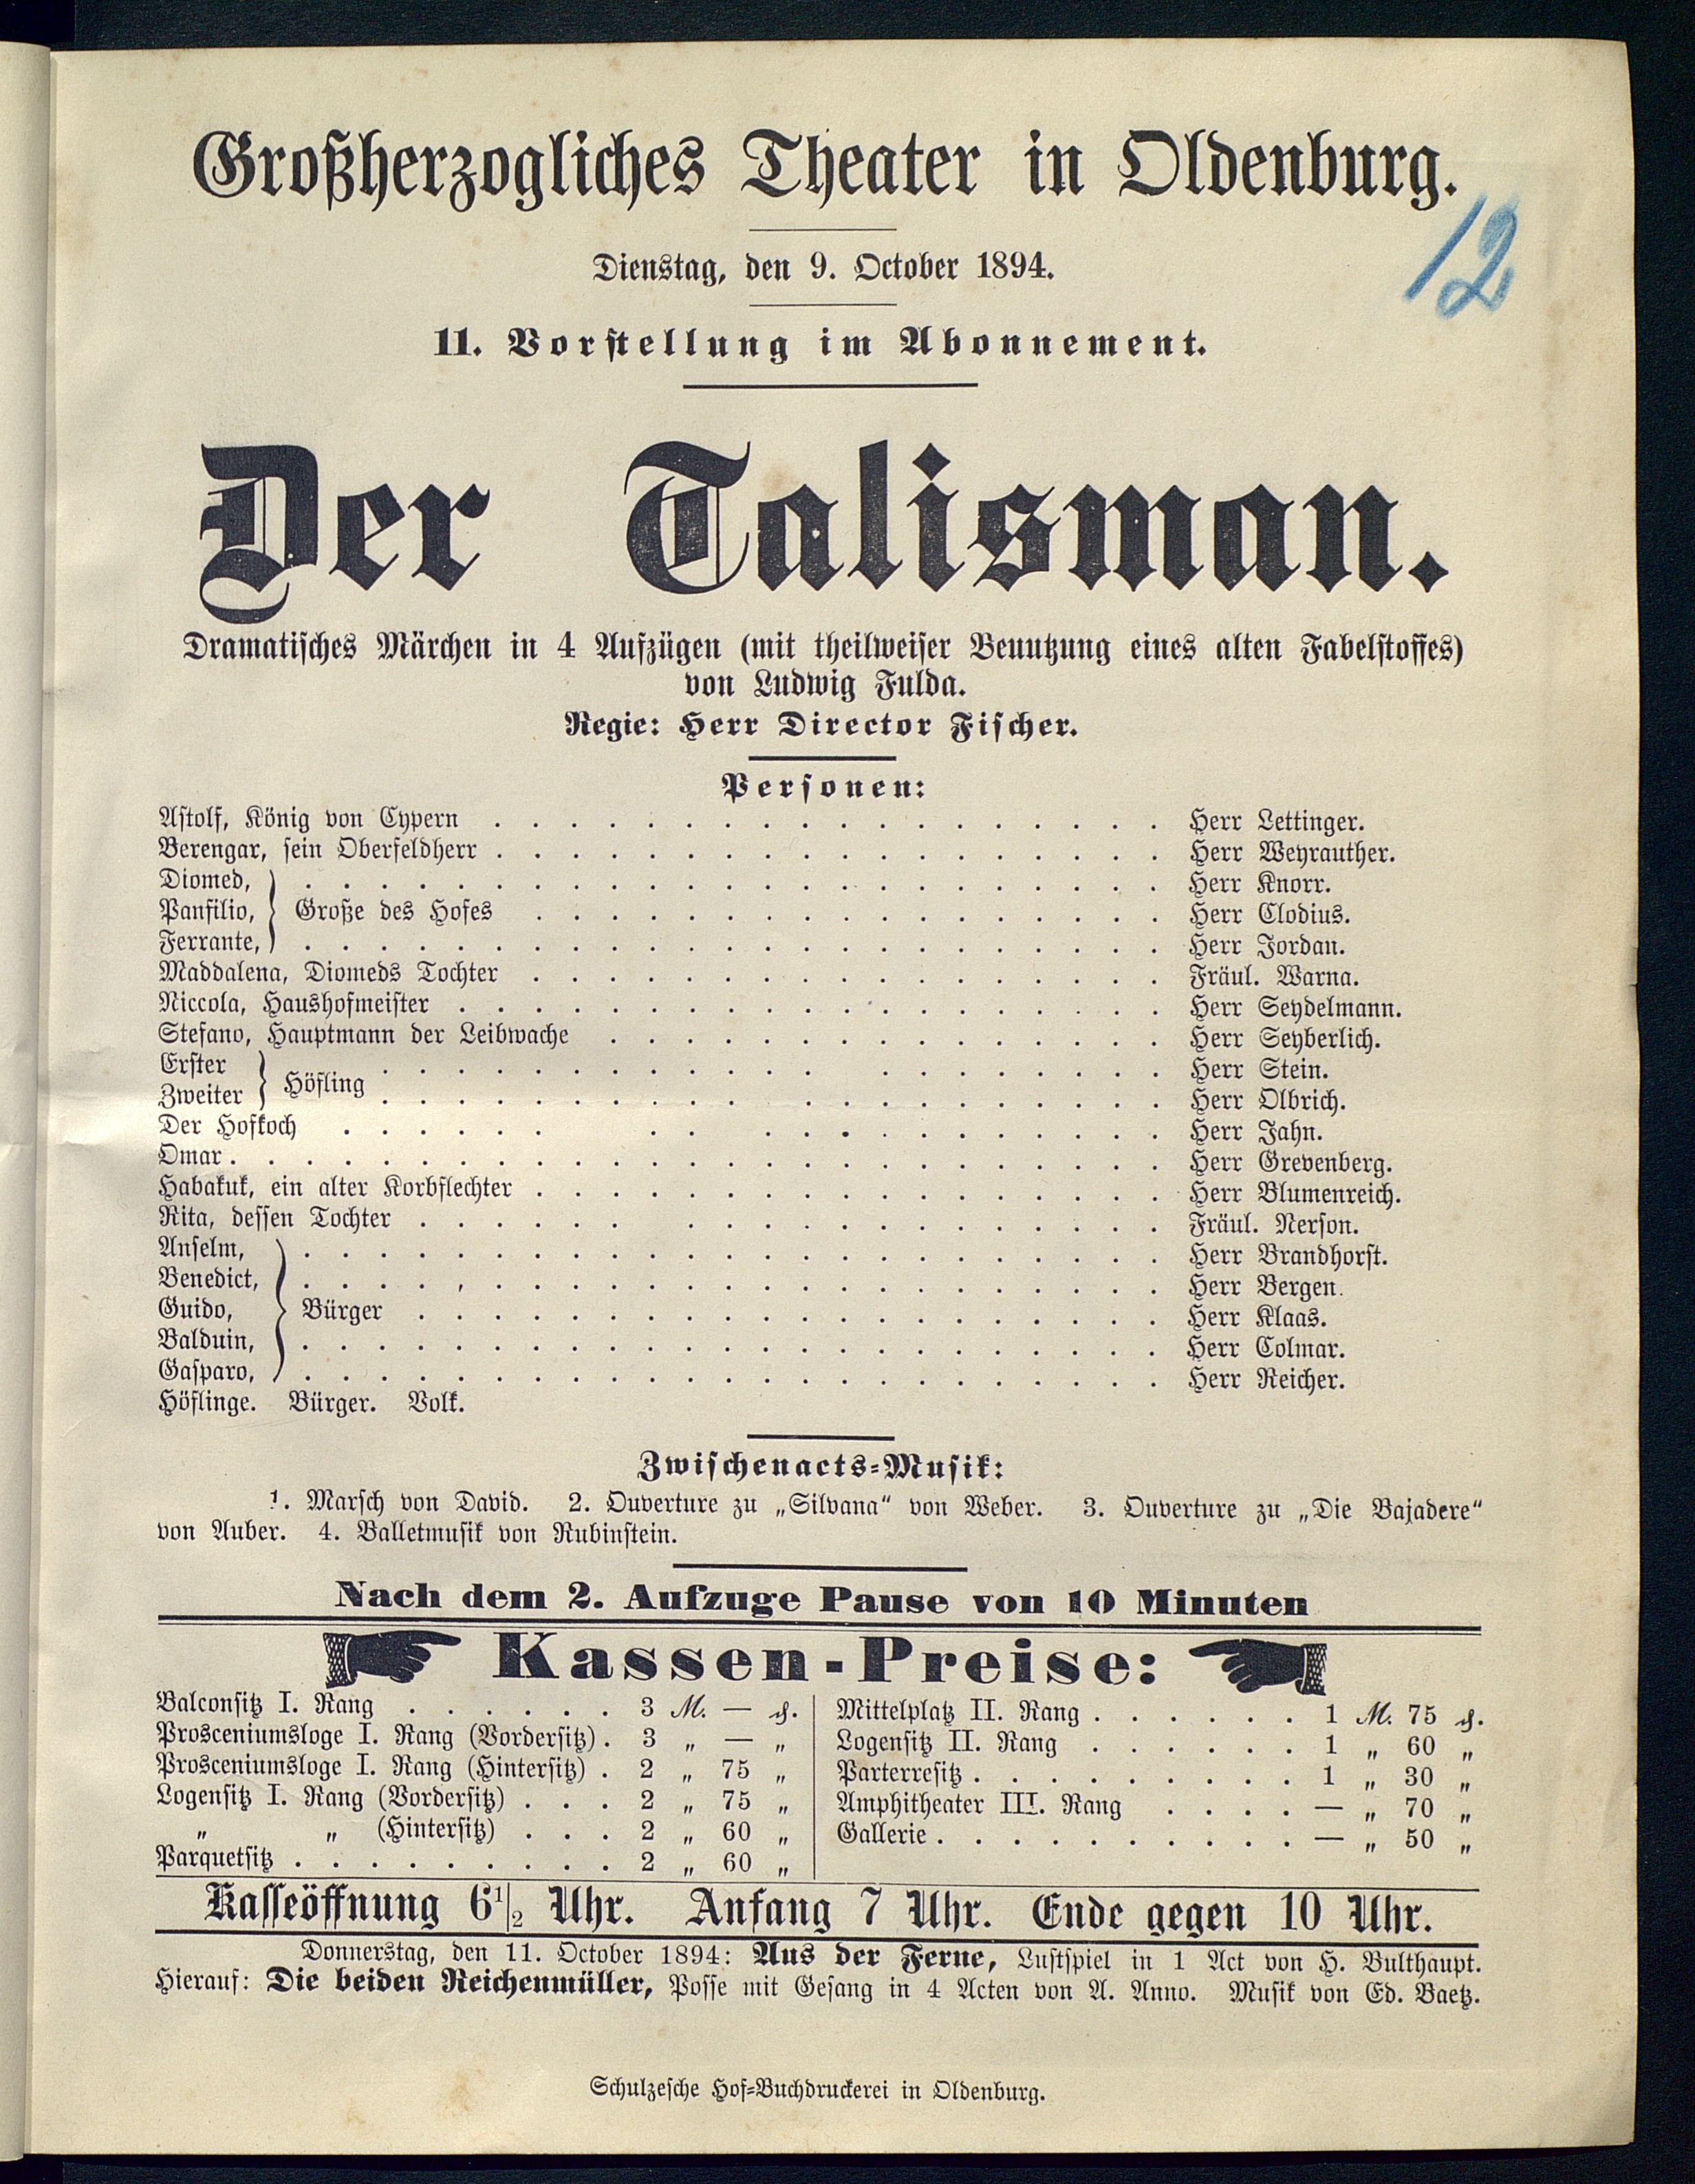 Großherzogliches Theater in Oldenburg.
12
Dienstag, den 9. October 1894.
11. Vorstellung im Abonnement.
Der Talisman.
Dramatisches Märchen in 4 Aufzügen (mit theilweiser Benutzung eines alten Fabelstoffes)
von Ludwig Fulda.
Regie: Herr Director Fischer.
Personen:
Astolf, König von Cypern . . . . . . . . . . . . . . . . . . Herr Lettinger.
Berengar, sein Oberfeldherr . . . . . . . . . . . . . . . . . . Herr Weyrauther.
Diomed, . . . . . . . . . . . . . . . . . . Herr Knorr.
Panfilio, } Große des Hofes . . . . . . . . . . . . . . . . . Herr Clodius.
Ferrante, . . . . . . . . . . . . . . . . . . Herr Jordan.
Maddalena, Diomeds Tochter . . . . . . . . . . . . . . . . . Fräul. Warna.
Niccola, Haushofmeister . . . . . . . . . . . . . . . . . . Herr Seydelmann.
Stefano, Hauptmann der Leibwache . . . . . . . . . . . . . . . Herr Seyberlich.
Erster . . . . . . . . . . . . . . . . . . Herr Stein.
Zweiter } Höfling . . . . . . . . . . . . . . . . . . Herr Olbrich.
Der Hofkoch . . . . . . . . . . . . . . . . . . Herr Jahn.
Omar . . . . . . . . . . . . . . . . . . Herr Grevenberg.
Habakuk, ein alter Korbflechter . . . . . . . . . . . . . . . . . Herr Blumenreich.
Rita, dessen Tochter . . . . . . . . . . . . . . . . . . Fräul. Nerson.
Anselm, . . . . . . . . . . . . . . . . . . Herr Brandhorst.
Benedict, . . . . . . . . . . . . . . . . . . Herr Bergen.
Guido, } Bürger . . . . . . . . . . . . . . . . . . Herr Klaas.
Balduin, . . . . . . . . . . . . . . . . . . Herr Colmar.
Gasparo, . . . . . . . . . . . . . . . . . . Herr Reicher.
Höflinge. Bürger. Volk.
Zwischenacts-Musik:
1. Marsch von David. 2. Ouverture zu „Silvana“ von Weber. 3. Ouverture zu „Die Bajadere“
von Auber. 4. Balletmusik von Rubinstein.
Nach dem 2. Aufzuge Pause von 10 Minuten
Kassen-Preise:
Balconsitz I. Rang . . . . . . 3 M. — ₰.
Prosceniumsloge I. Rang (Vordersitz) . 3 „ — „
Prosceniumsloge I. Rang (Hintersitz) . 2 „ 75 „
Logensitz I. Rang (Vordersitz) . . . 2 „ 75 „
„ „ (Hintersitz) . . . 2 „ 60 „
Parquetsitz . . . . . . . . . 2 „ 60 „
Mittelplatz II. Rang . . . . . . 1 M. 75 ₰.
Logensitz II. Rang . . . . . . 1 „ 60 „
Parterresitz . . . . . . . . . 1 „ 30 „
Amphitheater III. Rang . . . . — „ 70 „
Gallerie . . . . . . . . . . — „ 50 „
Kasseöffnung 6 1/2 Uhr. Anfang 7 Uhr. Ende gegen 10 Uhr.
Donnerstag, den 11. October 1894: Aus der Ferne, Lustspiel in 1 Act von H. Bulthaupt.
Hierauf: Die beiden Reichenmüller, Posse mit Gesang in 4 Acten von A. Anno. Musik von Ed. Baetz.
Schulzesche Hof-Buchdruckerei in Oldenburg.